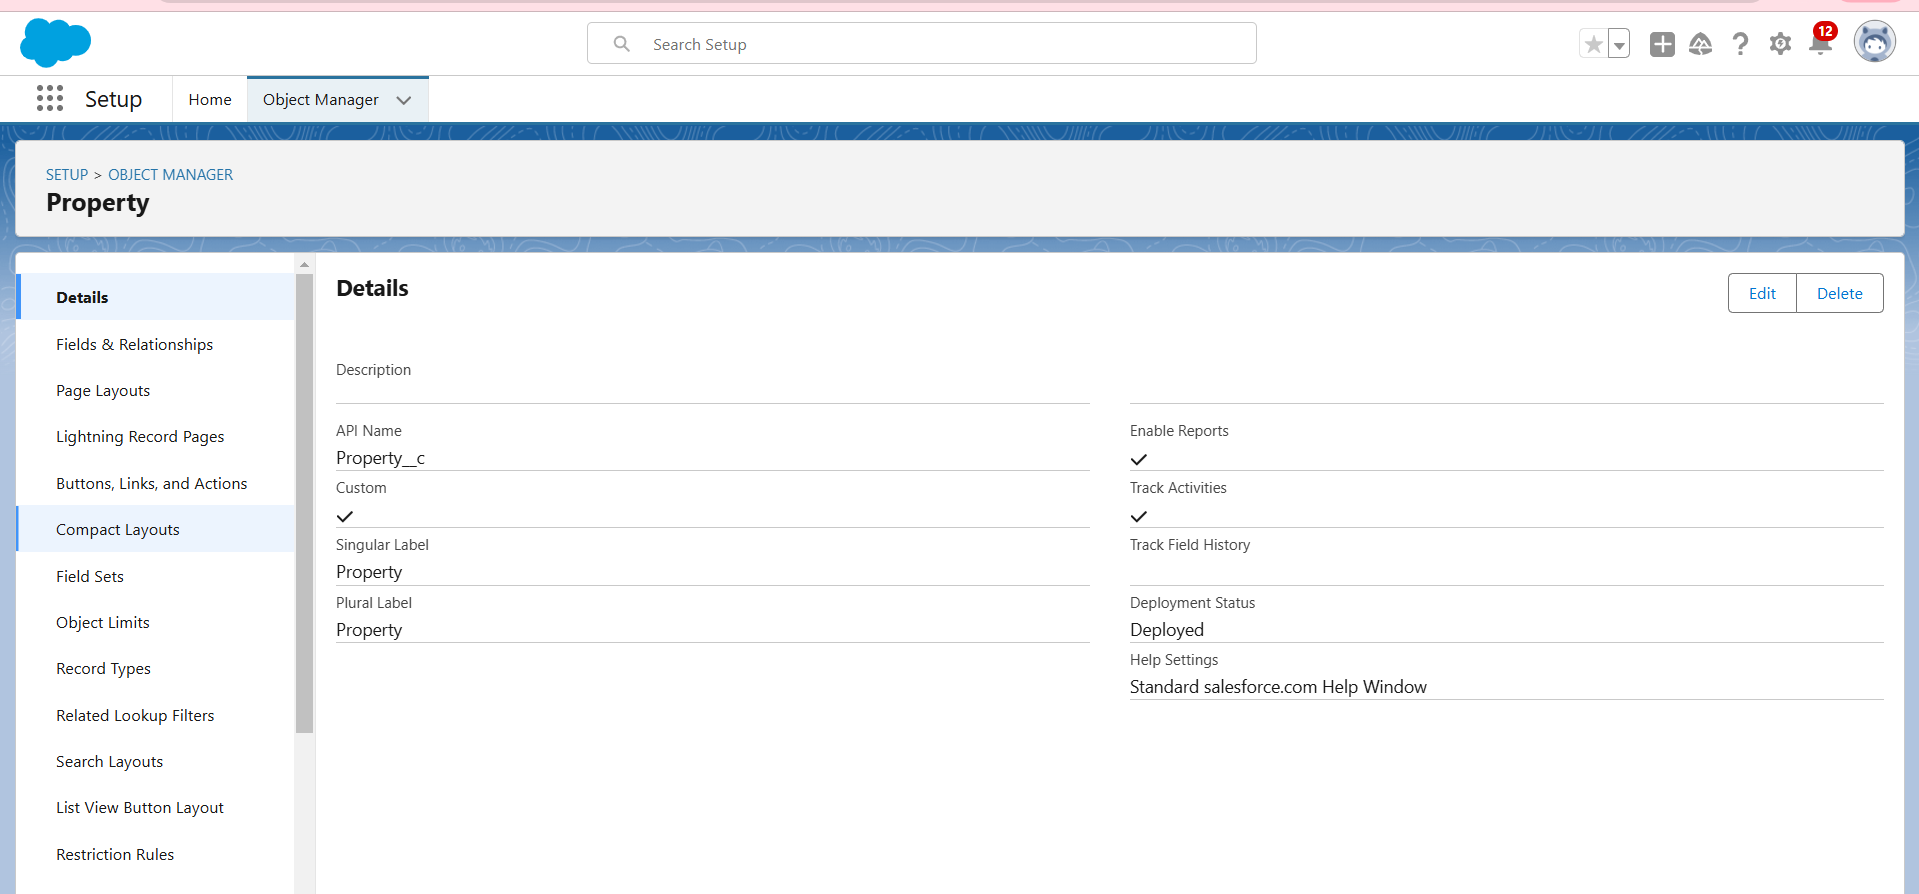 Search Setup
12
Setup
Home
Object Manager
SETUP > OBJECT MANAGER
Property
Details
Fields & Relationships
Page Layouts
Lightning Record Pages
Buttons, Links, and Actions
Compact Layouts
Field Sets
Object Limits
Record Types
Related Lookup Filters
Search Layouts
List View Button Layout
Restriction Rules
Details
Edit
Delete
Description
API Name
Property__c
Custom
Singular Label
Property
Plural Label
Property
Enable Reports
Track Activities
Track Field History
Deployment Status
Deployed
Help Settings
Standard salesforce.com Help Window